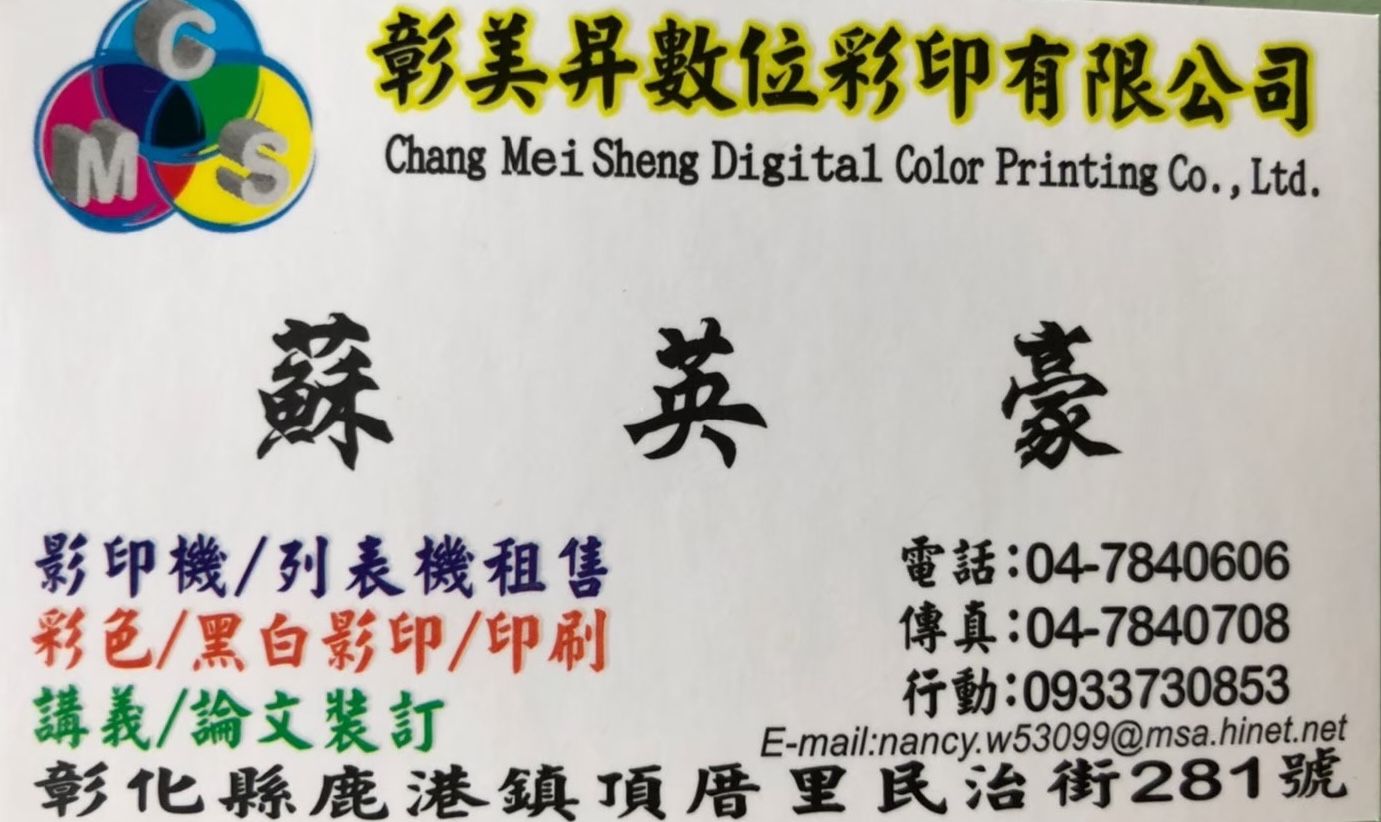 CMS
彰美昇數位彩印有限公司
Chang Mei Sheng Digital Color Printing Co., Ltd.
蘇英豪
影印機/列表機租售
彩色/黑白影印/印刷
講義/論文裝訂
電話:04-7840606
傳真:04-7840708
行動:0933730853
E-mail:nancy.w53099@msa.hinet.net
彰化縣鹿港鎮頂厝里民治街281號